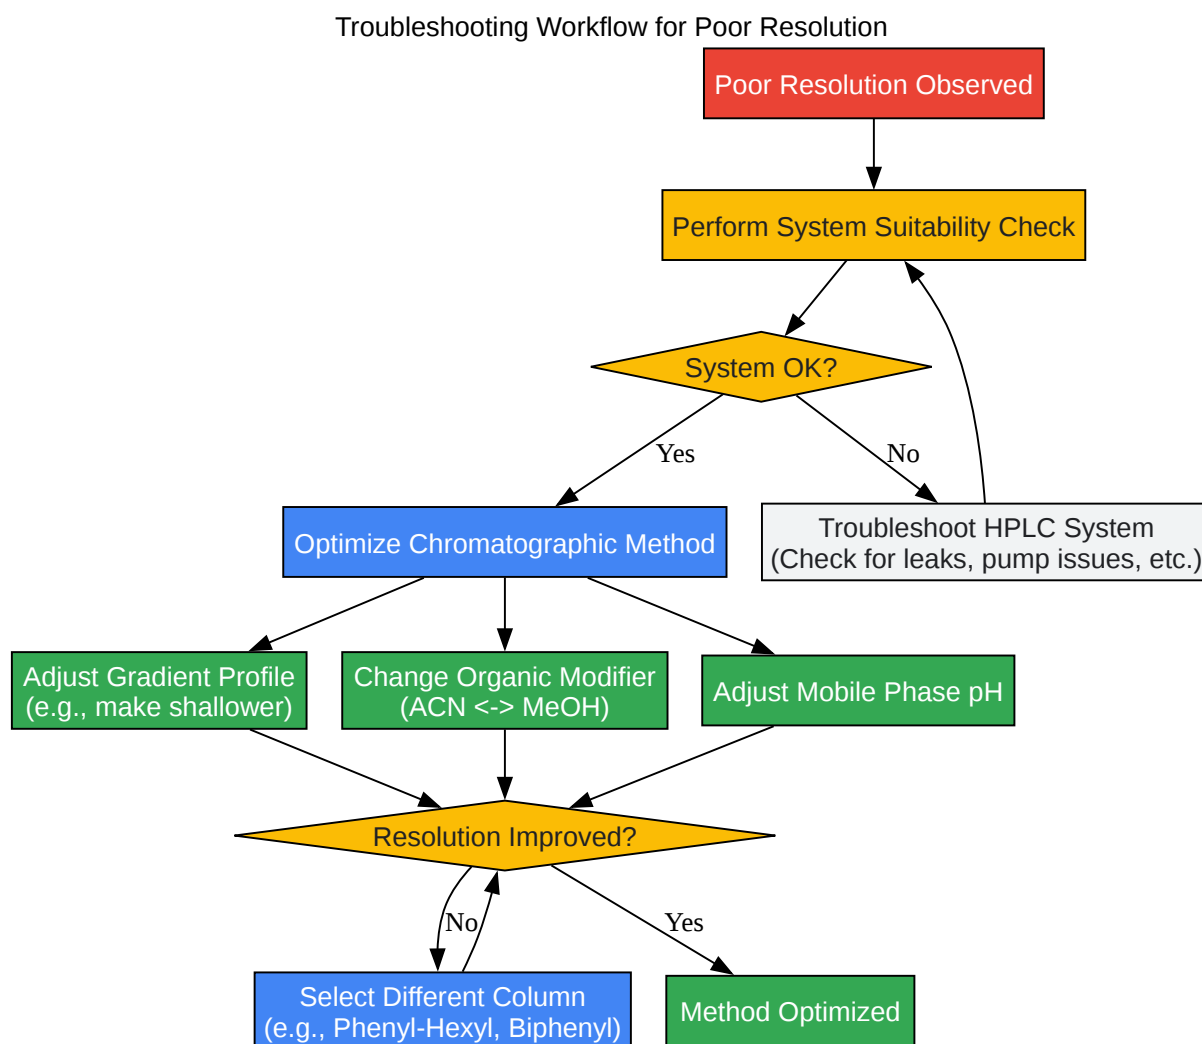 Troubleshooting Workflow for Poor Resolution
Poor Resolution Observed
Perform System Suitability Check
System OK?
Yes
No
Optimize Chromatographic Method
Troubleshoot HPLC System
(Check for leaks, pump issues, etc.)
Adjust Gradient Profile
(e.g., make shallower)
Change Organic Modifier
(ACN <-> MeOH)
Adjust Mobile Phase pH
Resolution Improved?
No
Yes
Select Different Column
(e.g., Phenyl-Hexyl, Biphenyl)
Method Optimized